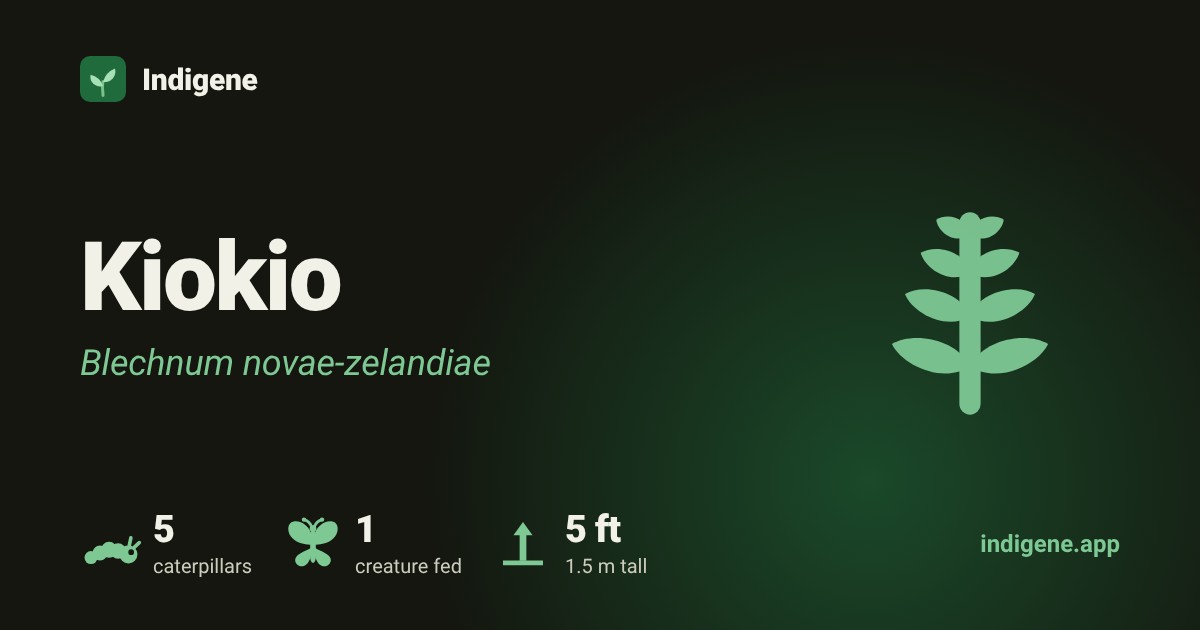 Indigene
Kiokio
Blechnum novae-zelandiae
5
caterpillars
1
creature fed
5 ft
1.5 m tall
indigene.app